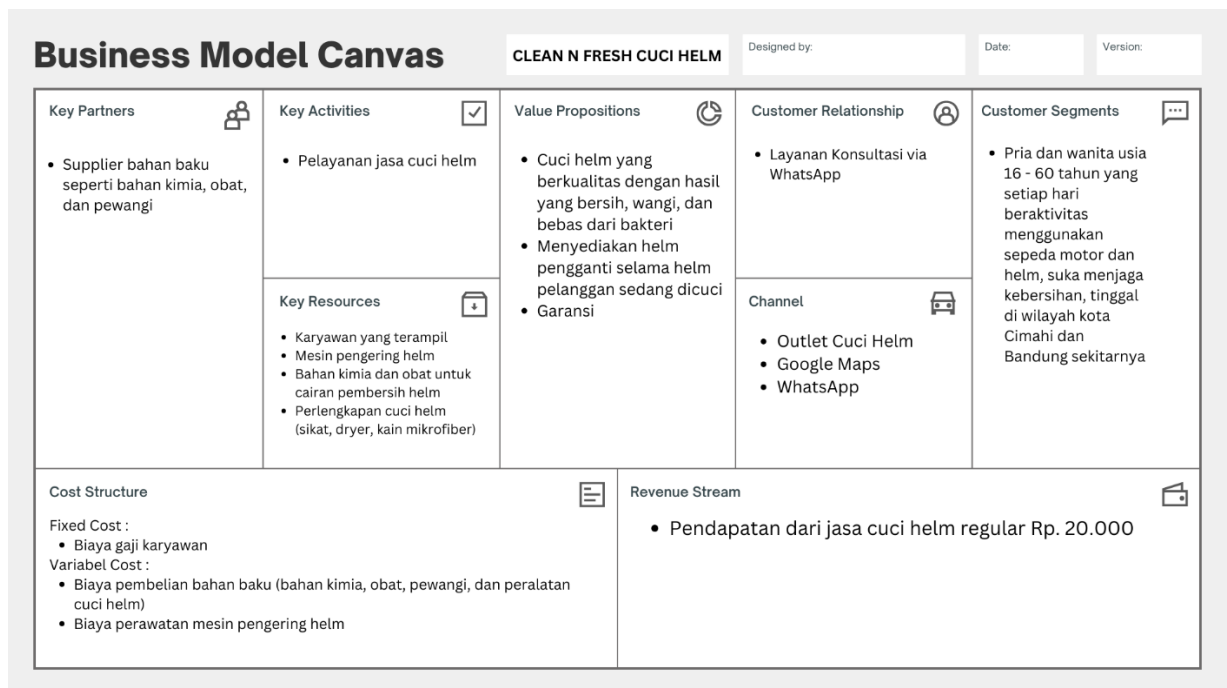 Business Model Canvas
CLEAN N FRESH CUCI HELM
Designed by:
Date:
Version:
Key Partners
• Supplier bahan baku
seperti bahan kimia, obat,
dan pewangi
Key Activities
• Pelayanan jasa cuci helm
Key Resources
• Karyawan yang terampil
• Mesin pengering helm
• Bahan kimia dan obat untuk
cairan pembersih helm
• Perlengkapan cuci helm
(sikat, dryer, kain mikrofiber)
Value Propositions
• Cuci helm yang
berkualitas dengan hasil
yang bersih, wangi, dan
bebas dari bakteri
• Menyediakan helm
pengganti selama helm
pelanggan sedang dicuci
• Garansi
Customer Relationship
• Layanan Konsultasi via
WhatsApp
Channel
• Outlet Cuci Helm
• Google Maps
• WhatsApp
Customer Segments
• Pria dan wanita usia
16 - 60 tahun yang
setiap hari
beraktivitas
menggunakan
sepeda motor dan
helm, suka menjaga
kebersihan, tinggal
di wilayah kota
Cimahi dan
Bandung sekitarnya
Cost Structure
Fixed Cost :
• Biaya gaji karyawan
Variabel Cost :
• Biaya pembelian bahan baku (bahan kimia, obat, pewangi, dan peralatan
cuci helm)
• Biaya perawatan mesin pengering helm
Revenue Stream
• Pendapatan dari jasa cuci helm regular Rp. 20.000